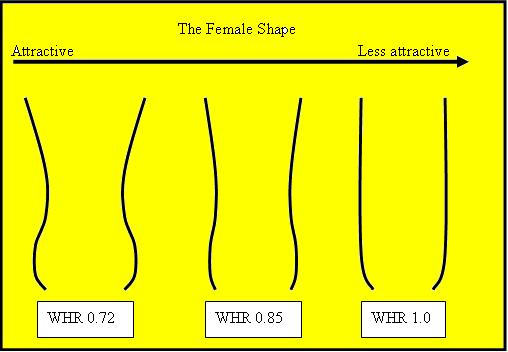 The Female Shape
Attractive
Less attractive
WHR 0.72
WHR 0.85
WHR 1.0